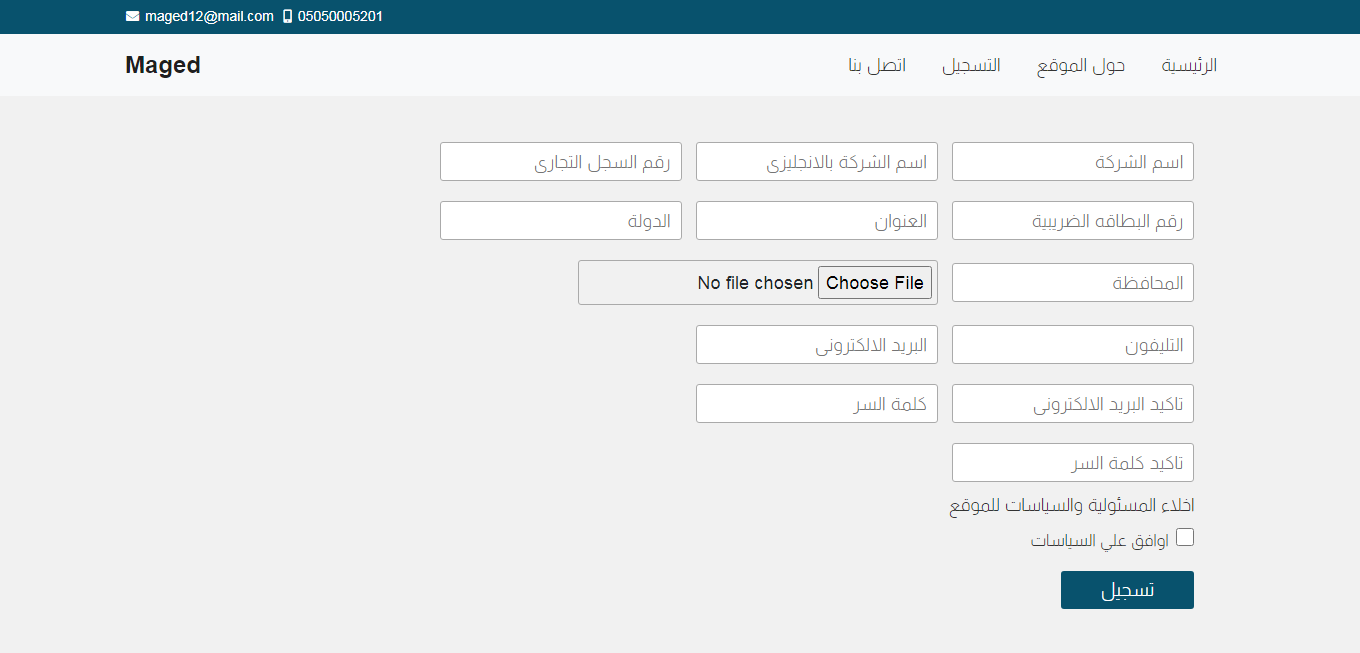 maged12@mail.com 05050005201
Maged
الرئيسية حول الموقع التسجيل اتصل بنا
اسم الشركة اسم الشركة بالانجليزى رقم السجل التجارى
رقم البطاقه الضريبية العنوان الدولة
المحافظة Choose File No file chosen
التليفون البريد الالكترونى
تاكيد البريد الالكترونى كلمة السر
تاكيد كلمة السر
اخلاء المسئولية والسياسات للموقع
اوافق علي السياسات
تسجيل